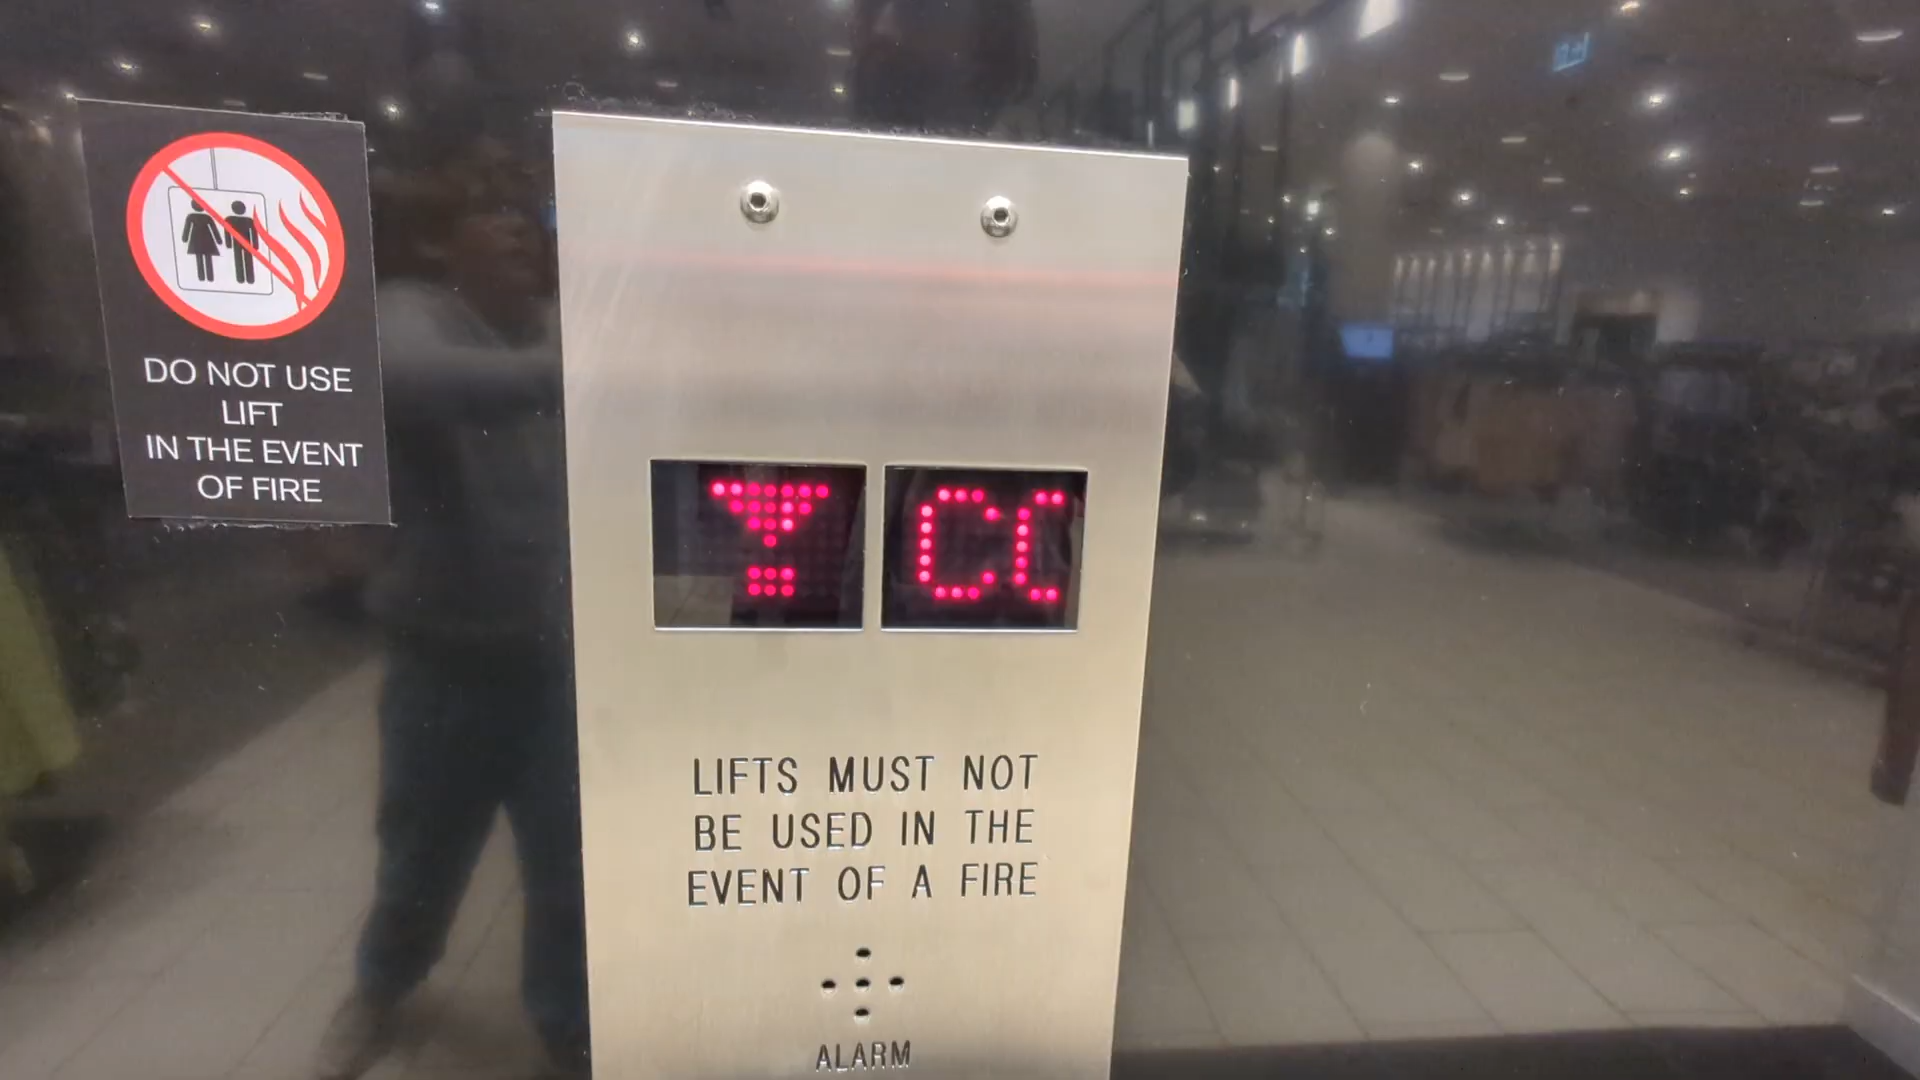 DO NOT USE
LIFT
IN THE EVENT
OF FIRE
LIFTS MUST NOT
BE USED IN THE
EVENT OF A FIRE
ALARM